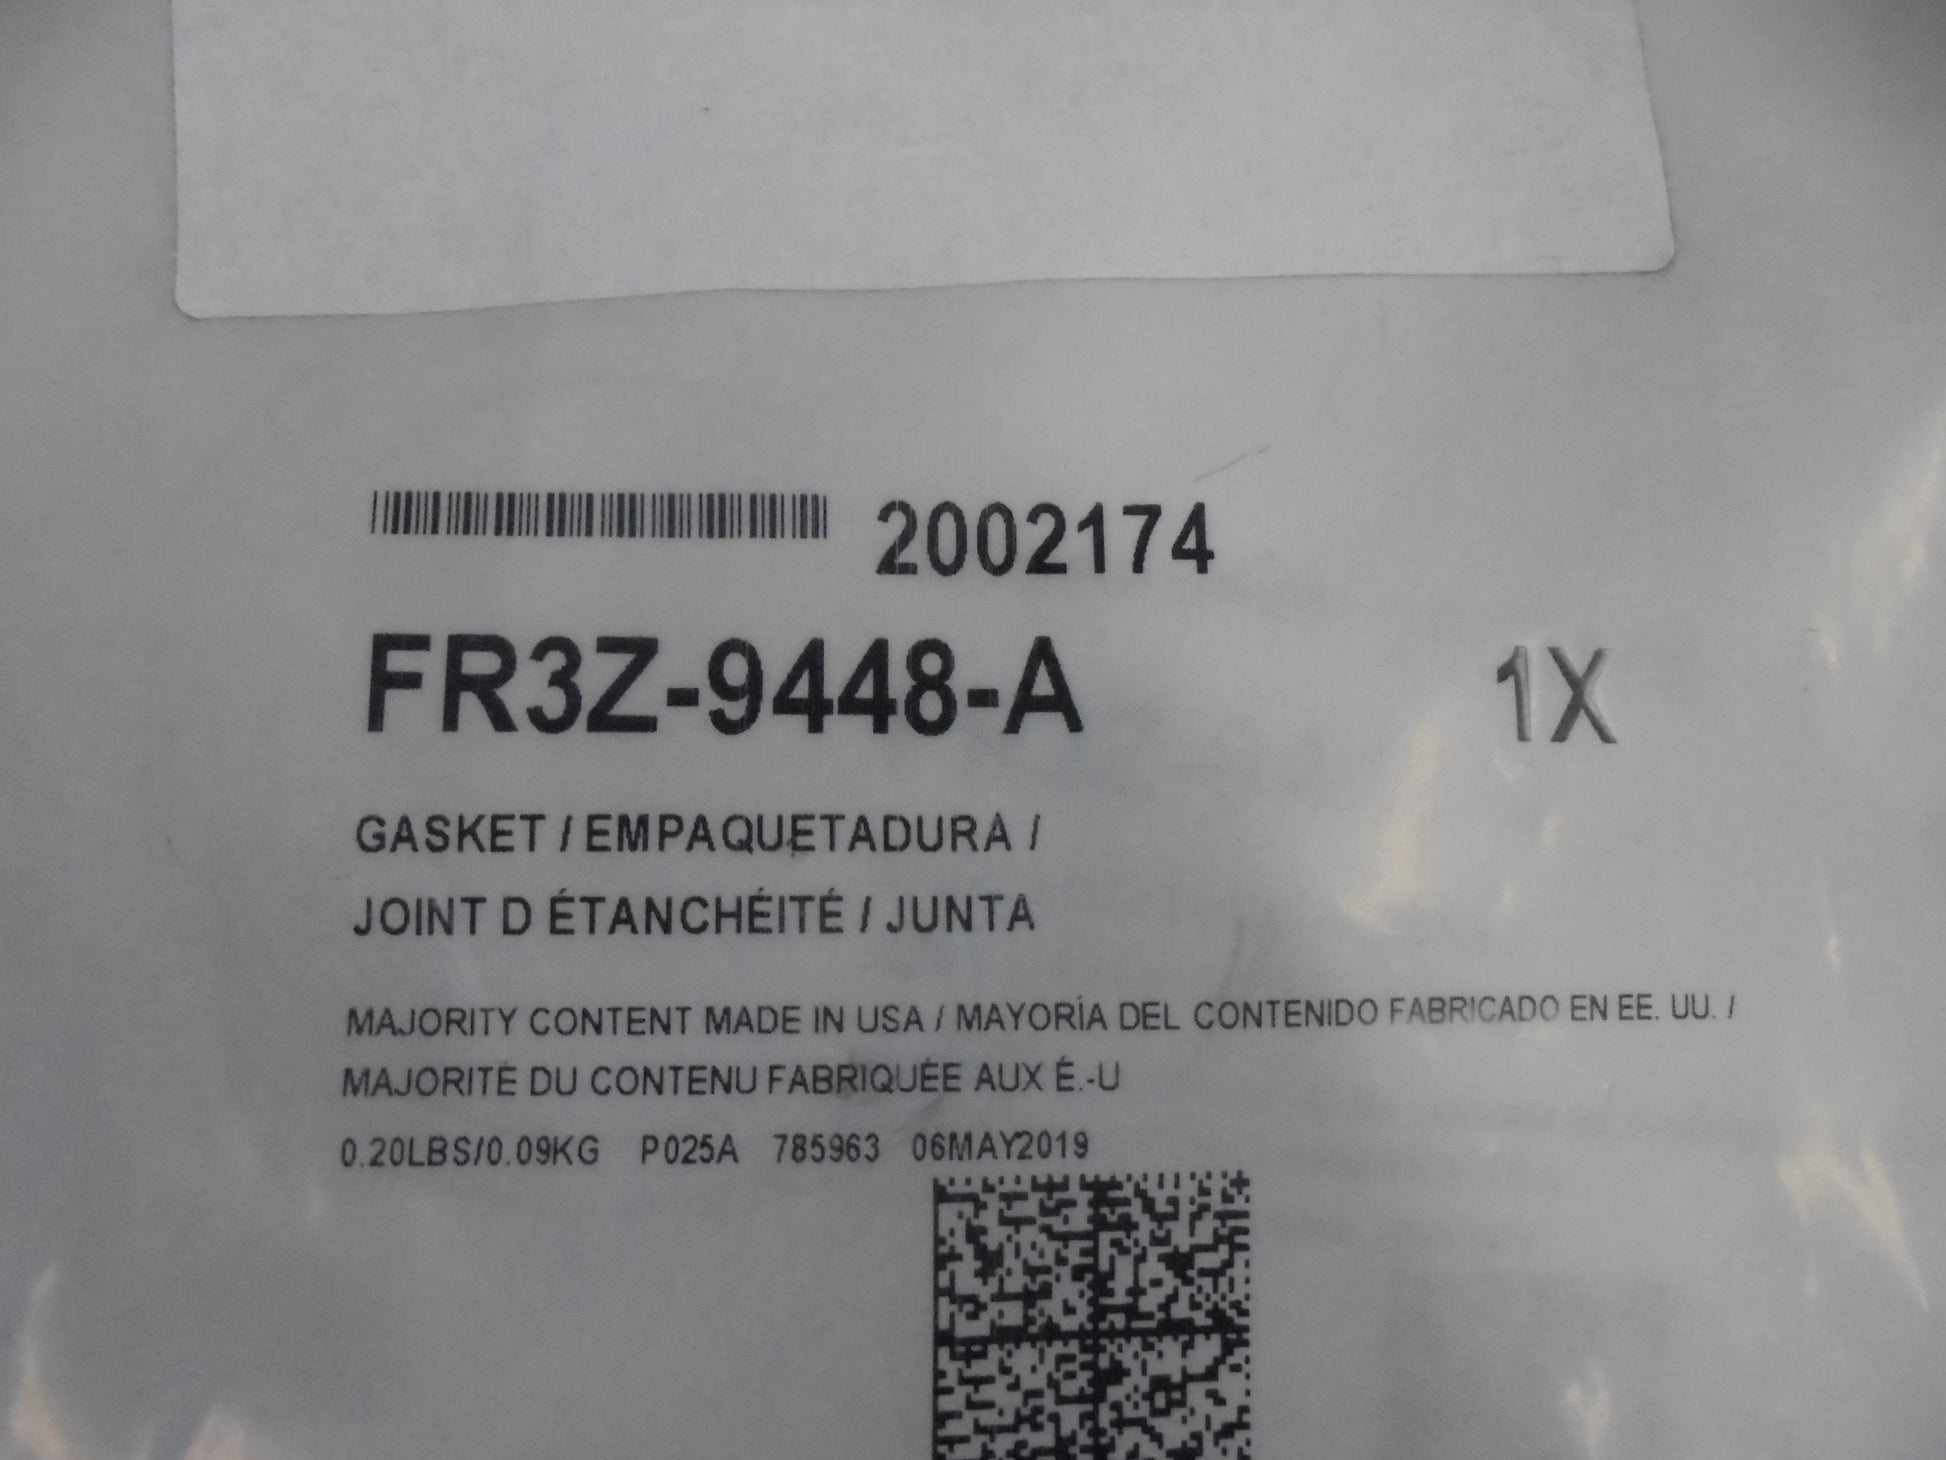 2002174
FR3Z-9448-A 1X
GASKET / EMPAQUETADURA /
JOINT D ÉTANCHÉITÉ / JUNTA
MAJORITY CONTENT MADE IN USA / MAYORÍA DEL CONTENIDO FABRICADO EN EE. UU. /
MAJORITÉ DU CONTENU FABRIQUÉE AUX É.-U
0.20LBS/0.09KG P025A 785963 06MAY2019